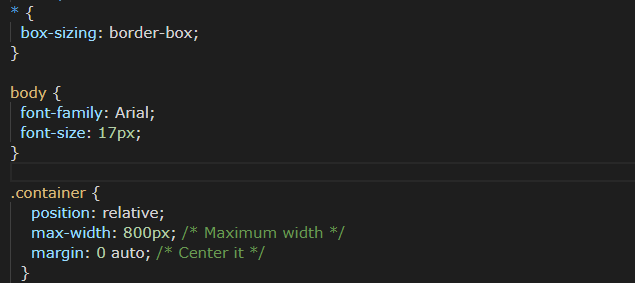 * {
box-sizing: border-box;
}
body {
font-family: Arial;
font-size: 17px;
}
.container {
position: relative;
max-width: 800px; /* Maximum width */
margin: 0 auto; /* Center it */
}